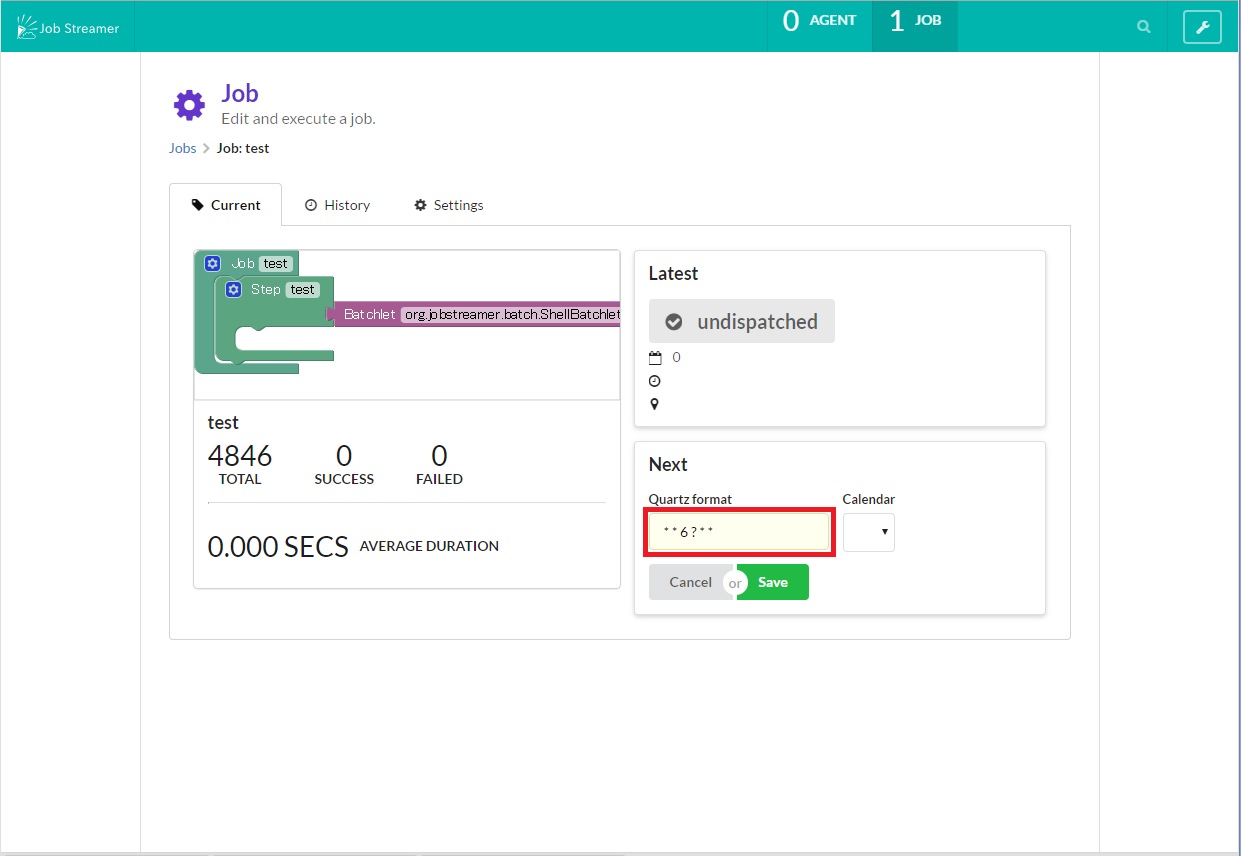 Job Streamer
0 AGENT
1 JOB
Job
Edit and execute a job.
Jobs > Job: test
Current
History
Settings
Job test
Step test
Batchlet org.jobstreamer.batch.ShellBatchlet
test
4846 0 0
TOTAL SUCCESS FAILED
0.000 SECS AVERAGE DURATION
Latest
undispatched
0
Next
Quartz format Calendar
* * 6 ? * *
Cancel or Save